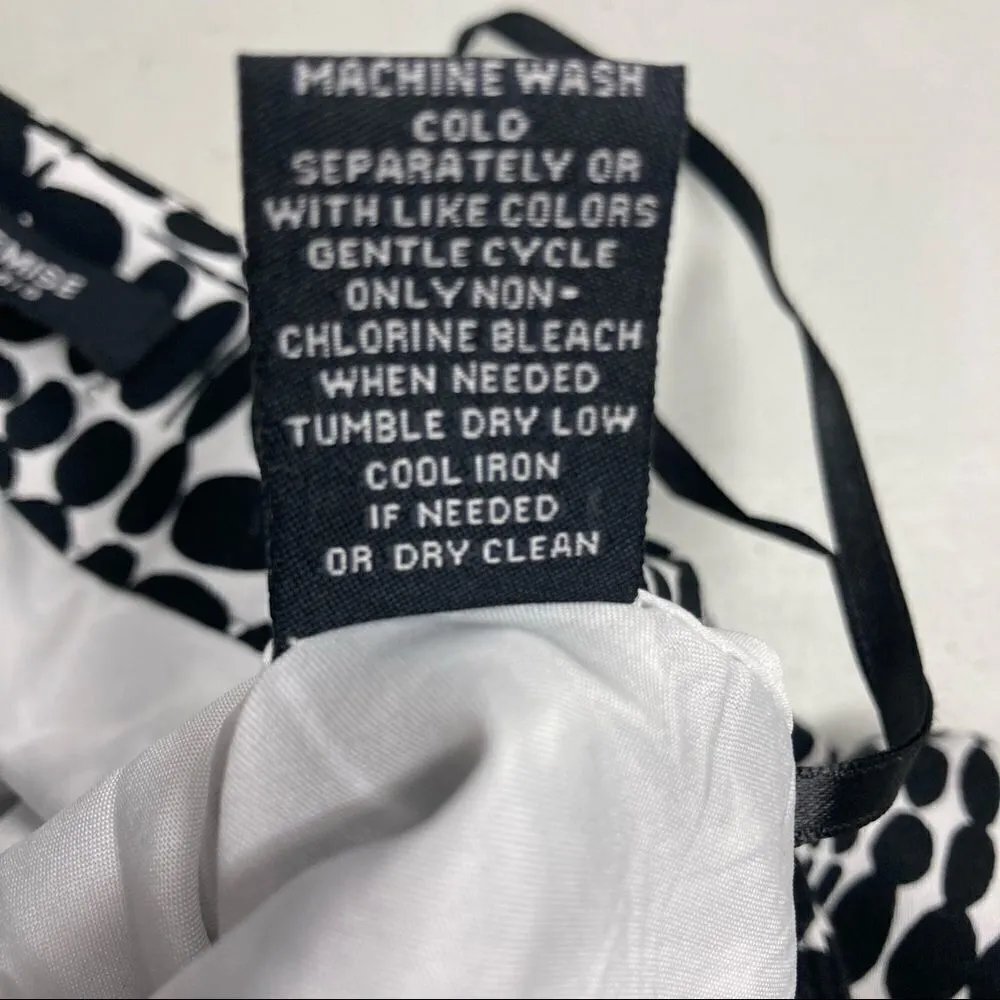 MACHINE WASH
COLD
SEPARATELY OR
WITH LIKE COLORS
GENTLE CYCLE
ONLY NON-
CHLORINE BLEACH
WHEN NEEDED
TUMBLE DRY LOW
COOL IRON
IF NEEDED
OR DRY CLEAN